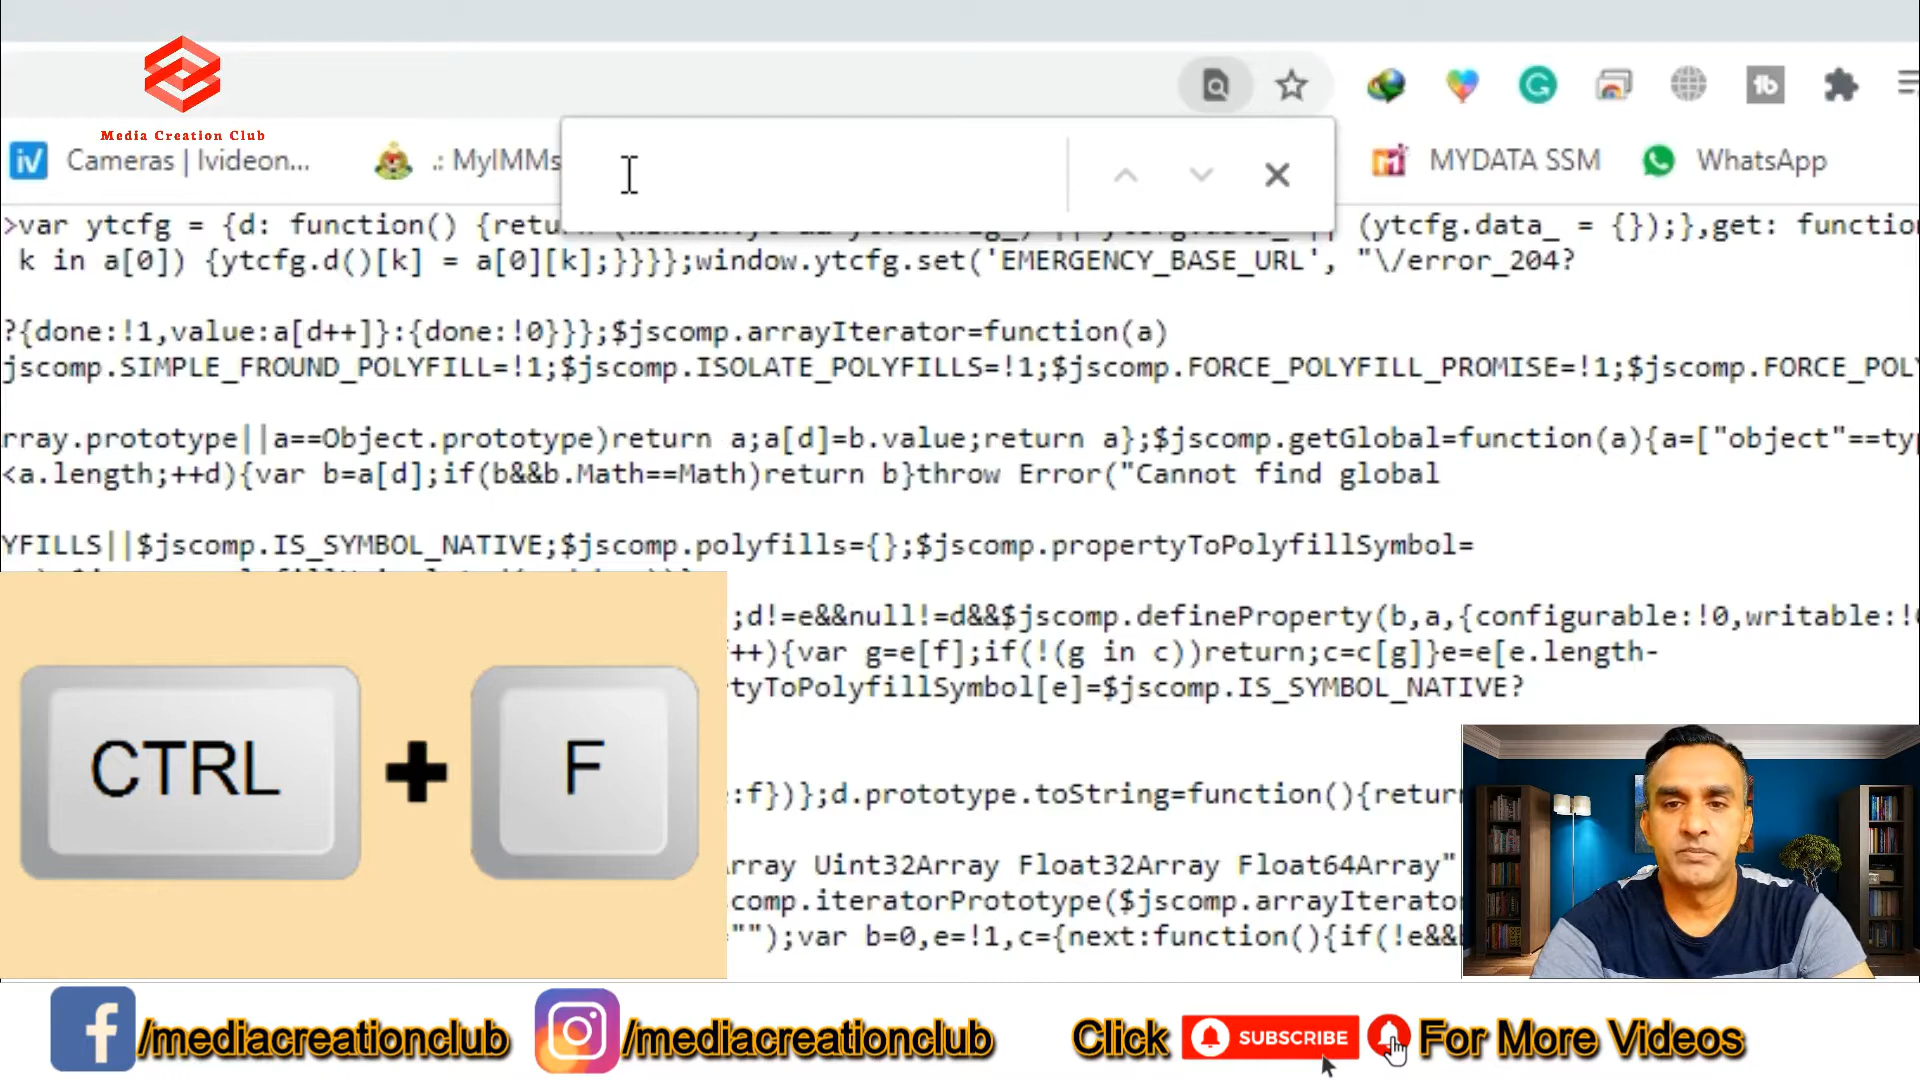 Media Creation Club
iV Cameras | Ivideon... .: MyIMMs MYDATA SSM WhatsApp
>var ytcfg = {d: function() {retu (ytcfg.data_ = {});},get: function
k in a[0]) {ytcfg.d()[k] = a[0][k];}}}};window.ytcfg.set('EMERGENCY_BASE_URL', "\/error_204?
?{done:!1,value:a[d++]}:{done:!0}}};$jscomp.arrayIterator=function(a)
jscomp.SIMPLE_FROUND_POLYFILL=!1;$jscomp.ISOLATE_POLYFILLS=!1;$jscomp.FORCE_POLYFILL_PROMISE=!1;$jscomp.FORCE_POL
rray.prototype||a==Object.prototype)return a;a[d]=b.value;return a};$jscomp.getGlobal=function(a){a=["object"==ty
<a.length;++d){var b=a[d];if(b&&b.Math==Math)return b}throw Error("Cannot find global
YFILLS||$jscomp.IS_SYMBOL_NATIVE;$jscomp.polyfills={};$jscomp.propertyToPolyfillSymbol=
;d!=e&&null!=d&&$jscomp.defineProperty(b,a,{configurable:!0,writable:!
++){var g=e[f];if(!(g in c))return;c=c[g]}e=e[e.length-
tyToPolyfillSymbol[e]=$jscomp.IS_SYMBOL_NATIVE?
:f})};d.prototype.toString=function(){retur
rray Uint32Array Float32Array Float64Array"
comp.iteratorPrototype($jscomp.arrayIterato
"");var b=0,e=!1,c={next:function(){if(!e&&
CTRL + F
/mediacreationclub /mediacreationclub Click SUBSCRIBE For More Videos